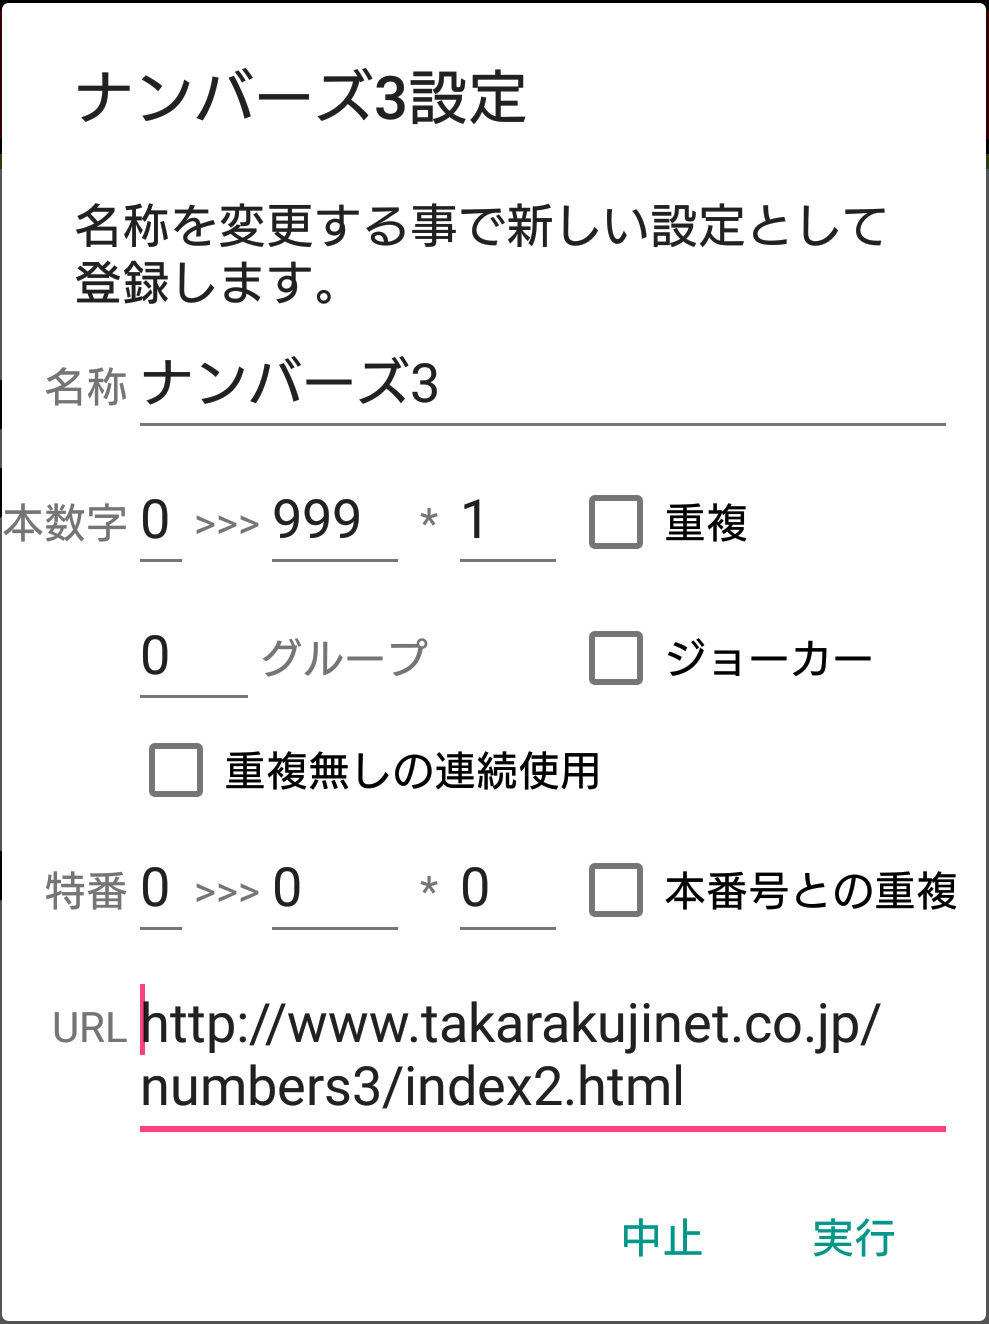 ナンバーズ3設定
名称を変更する事で新しい設定として
登録します。
名称 ナンバーズ3
本数字 0 >>> 999 * 1 重複
0 グループ ジョーカー
重複無しの連続使用
特番 0 >>> 0 * 0 本番号との重複
URL http://www.takarakujinet.co.jp/
numbers3/index2.html
中止 実行